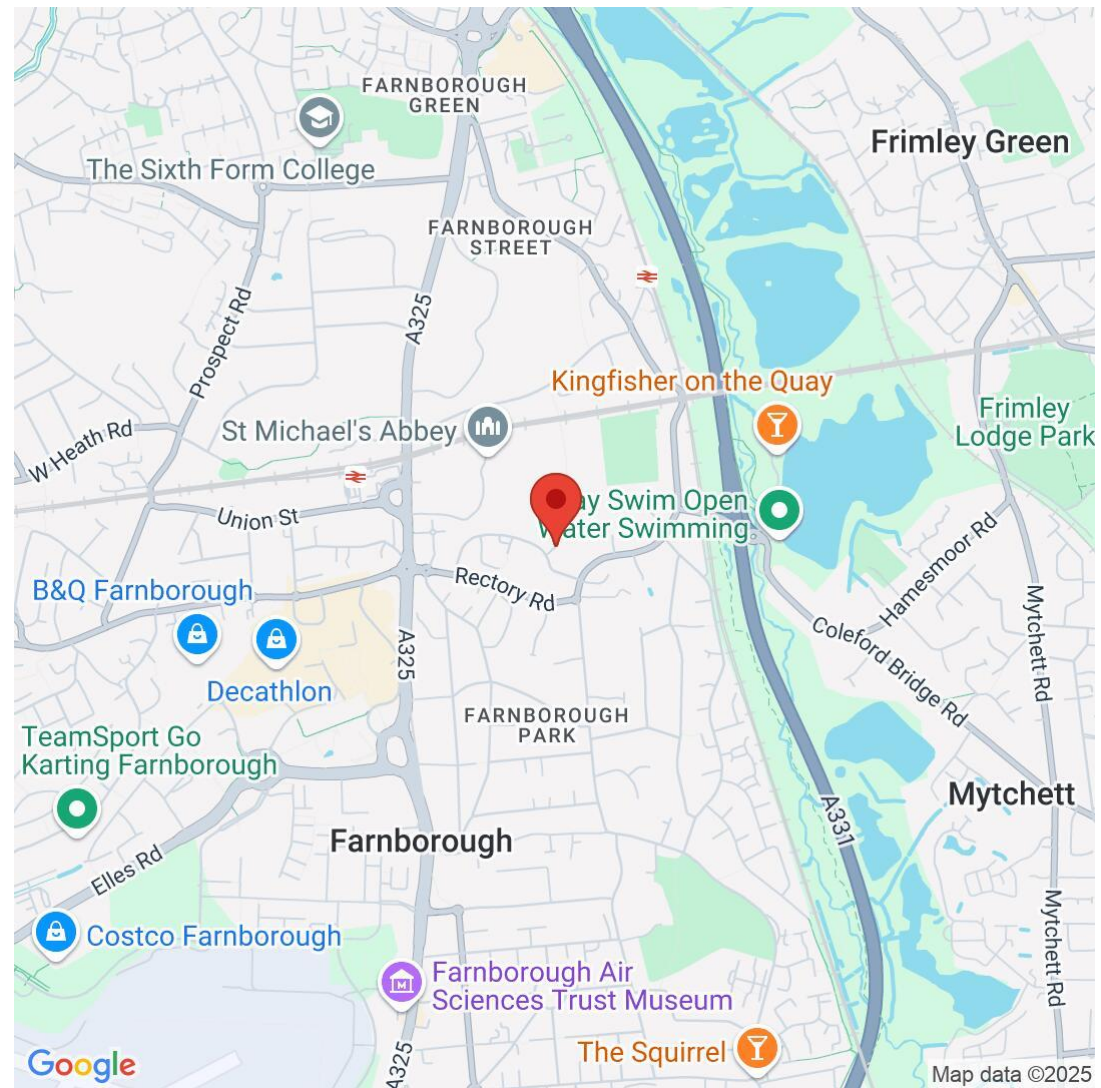 FARNBOROUGH
GREEN
Frimley Green
The Sixth Form College
FARNBOROUGH
STREET
A325
Prospect Rd
Kingfisher on the Quay
Frimley
Lodge Park
St Michael's Abbey
W Heath Rd
Union St
ay Swim Open
Water Swimming
Hamesmoor Rd
Rectory Rd
B&Q Farnborough
Mytchett Rd
Coleford Bridge Rd
A325
Decathlon
FARNBOROUGH
PARK
TeamSport Go
Karting Farnborough
Mytchett
A331
Farnborough
Elles Rd
Mytchett Rd
Costco Farnborough
Farnborough Air
Sciences Trust Museum
The Squirrel
A325
Google
Map data ©2025